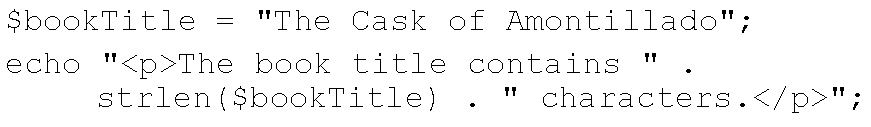 $bookTitle = "The Cask of Amontillado";
echo "<p>The book title contains " .
strlen($bookTitle) . " characters.</p>";